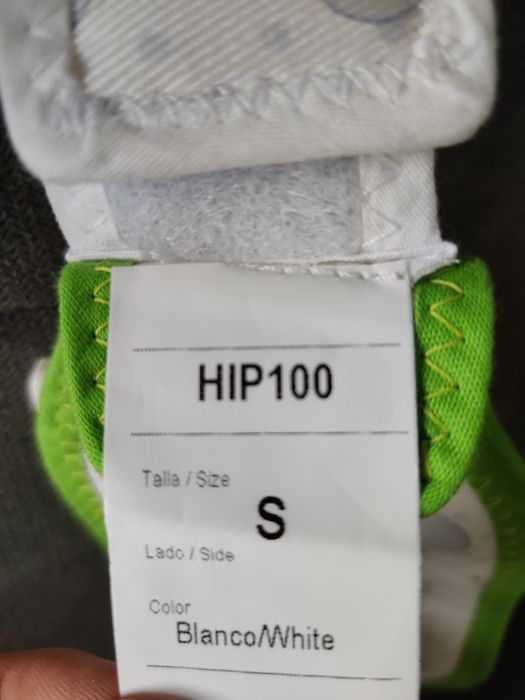 HIP100
Talla / Size
S
Lado / Side
Color
Blanco/White